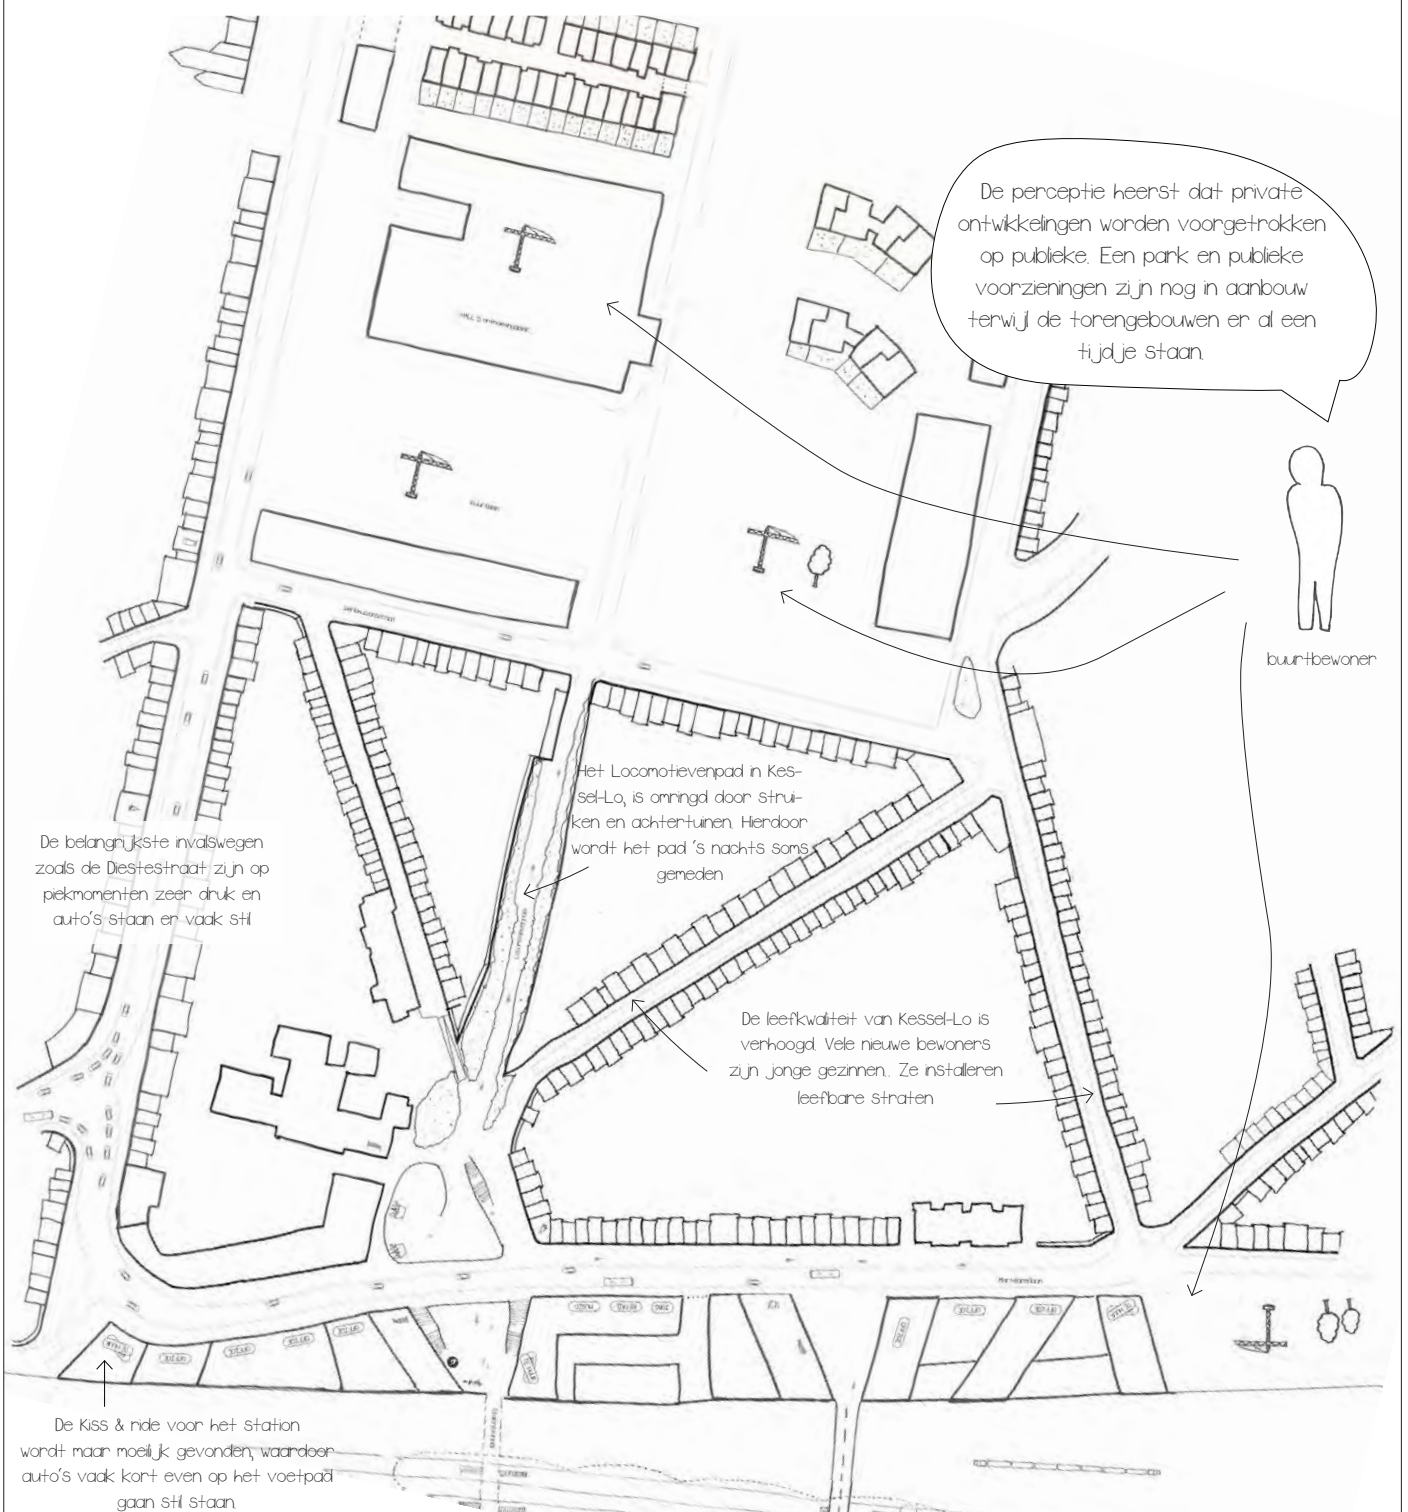 De perceptie heerst dat private
ontwikkelingen worden voorgetrokken
op publieke. Een park en publieke
voorzieningen zijn nog in aanbouw
terwijl de torengebouwen er al een
tijdje staan.
buurtbewoner
Het Locomotievenpad in Kes-
sel-Lo, is omringd door strui-
ken en achtertuinen. Hierdoor
wordt het pad 's nachts soms
gemeden
De belangrijkste invalswegen
zoals de Diestestraat zijn op
piekmomenten zeer druk en
auto's staan er vaak stil
De leefkwaliteit van Kessel-Lo is
verhoogd. Vele nieuwe bewoners
zijn jonge gezinnen. Ze installeren
leefbare straten
Martelarenlaan
De Kiss & ride voor het station
wordt maar moeilijk gevonden, waardoor
auto's vaak kort even op het voetpad
gaan stil staan.